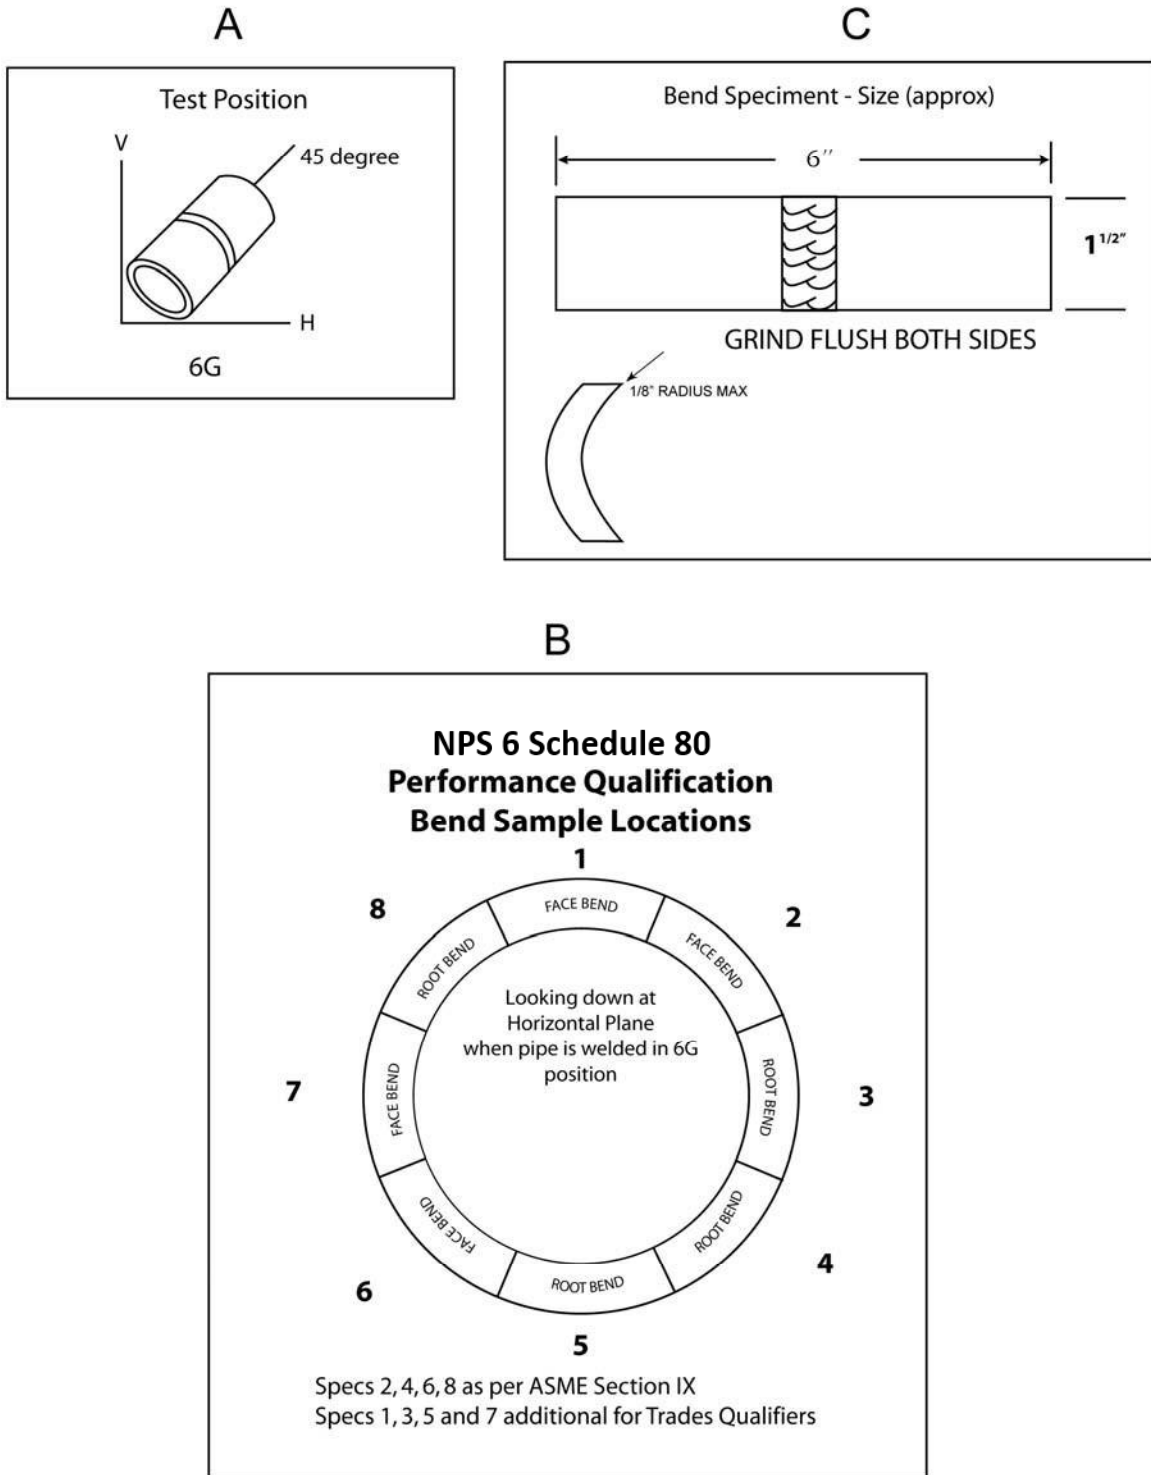 A
Test Position
V
45 degree
H
6G
C
Bend Speciment - Size (approx)
6"
1 1/2"
GRIND FLUSH BOTH SIDES
1/8" RADIUS MAX
B
NPS 6 Schedule 80
Performance Qualification
Bend Sample Locations
1
FACE BEND
2
FACE BEND
3
ROOT BEND
4
ROOT BEND
5
ROOT BEND
6
FACE BEND
7
FACE BEND
8
ROOT BEND
Looking down at
Horizontal Plane
when pipe is welded in 6G
position
Specs 2, 4, 6, 8 as per ASME Section IX
Specs 1, 3, 5 and 7 additional for Trades Qualifiers